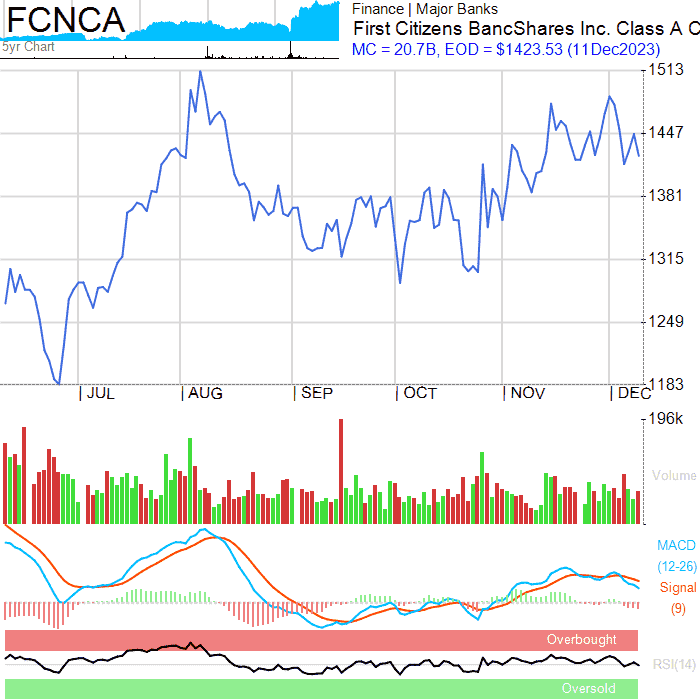 FCNCA
5yr Chart
Finance | Major Banks
First Citizens BancShares Inc. Class A C
MC = 20.7B, EOD = $1423.53 (11Dec2023)
1513
1447
1381
1315
1249
1183
| JUL | AUG | SEP | OCT | NOV | DEC
196k
Volume
MACD
(12-26)
Signal
(9)
Overbought
RSI(14)
Oversold